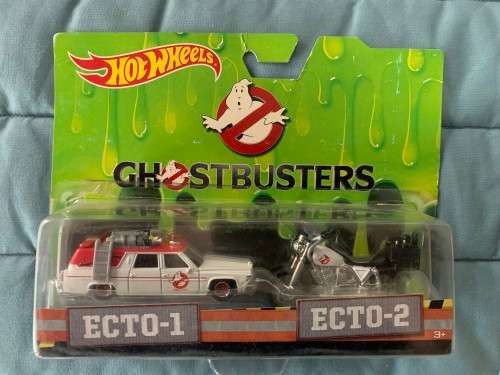 HOT WHEELS
GHOSTBUSTERS
ECTO-1
ECTO-2
3+